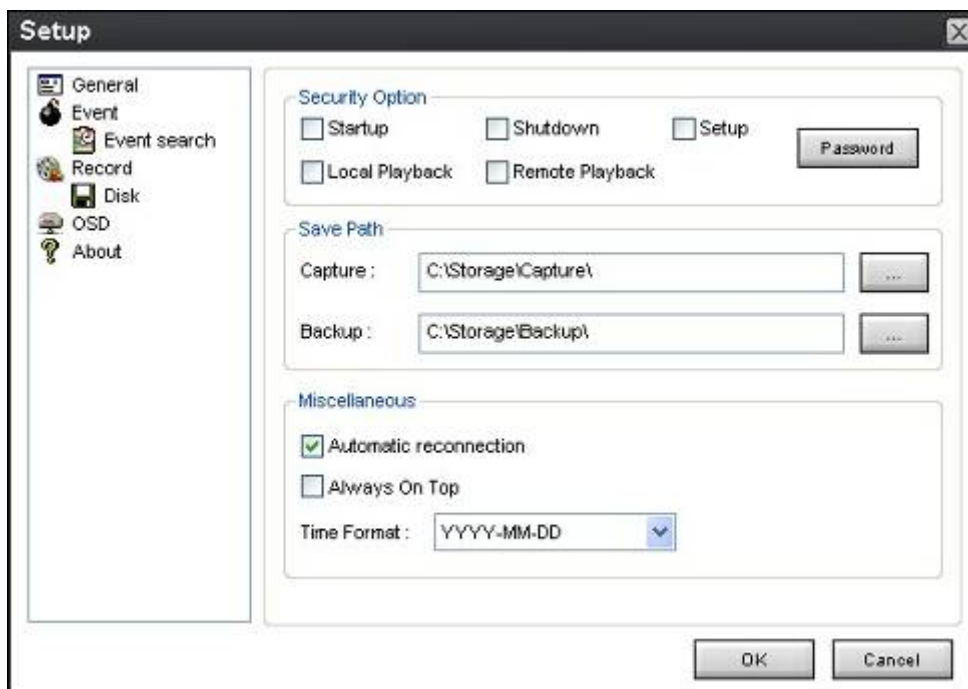 Setup
General
Event
Event search
Record
Disk
OSD
About
Security Option
Startup
Shutdown
Setup
Password
Local Playback
Remote Playback
Save Path
Capture :
C:\Storage\Capture\
...
Backup :
C:\Storage\Backup\
...
Miscellaneous
Automatic reconnection
Always On Top
Time Format :
YYYY-MM-DD
OK
Cancel